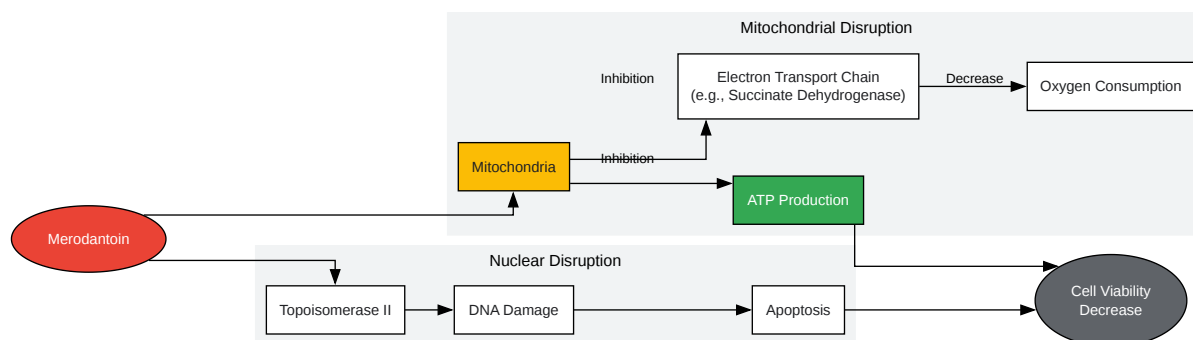 Mitochondrial Disruption
Inhibition
Electron Transport Chain
(e.g., Succinate Dehydrogenase)
Decrease
Oxygen Consumption
Mitochondria
Inhibition
ATP Production
Merodantoin
Nuclear Disruption
Topoisomerase II
DNA Damage
Apoptosis
Cell Viability
Decrease